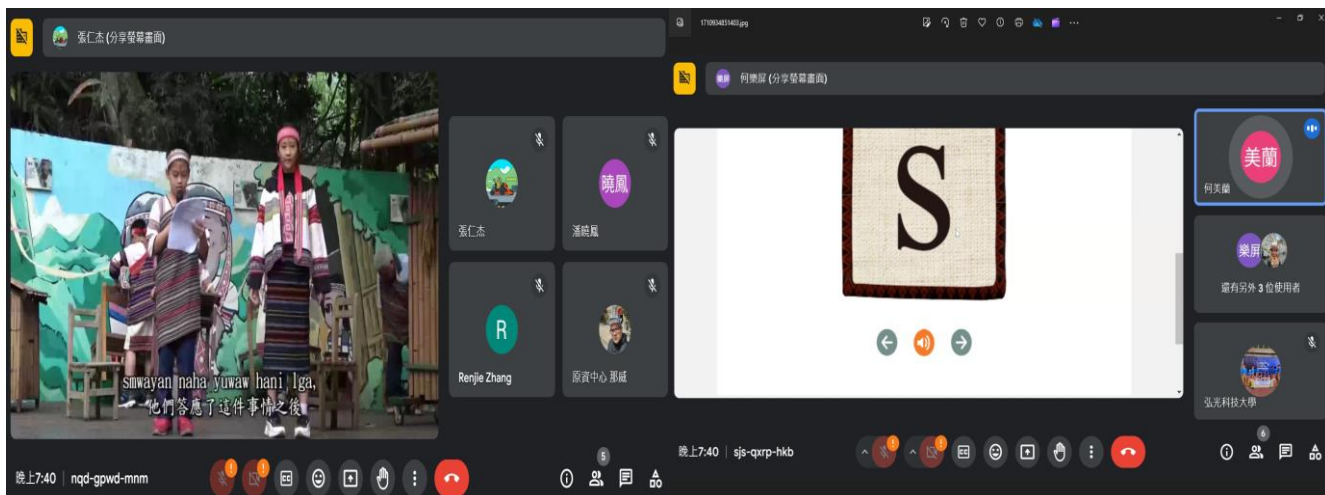 張仁杰 (分享螢幕畫面)
張仁杰
曉鳳
潘曉鳳
R
Renjie Zhang
原資中心 那威
smwayan naha yuwaw hani lga,
他們答應了這件事情之後
晚上7:40 | nqd-gpwd-mnm
5
1710934851403.jpg
樂屏
何樂屏 (分享螢幕畫面)
S
美蘭
何美蘭
樂屏
還有另外 3 位使用者
弘光科技大學
晚上7:40 | sjs-qxrp-hkb
6